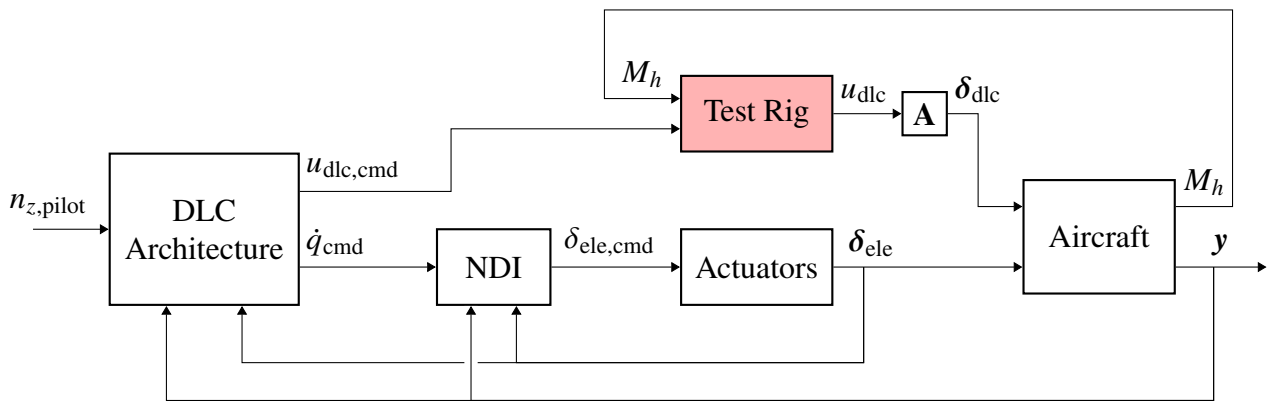 M_h
Test Rig
u_dlc
A
δ_dlc
n_z,pilot
DLC
Architecture
u_dlc,cmd
q̇_cmd
NDI
δ_ele,cmd
Actuators
δ_ele
Aircraft
M_h
y